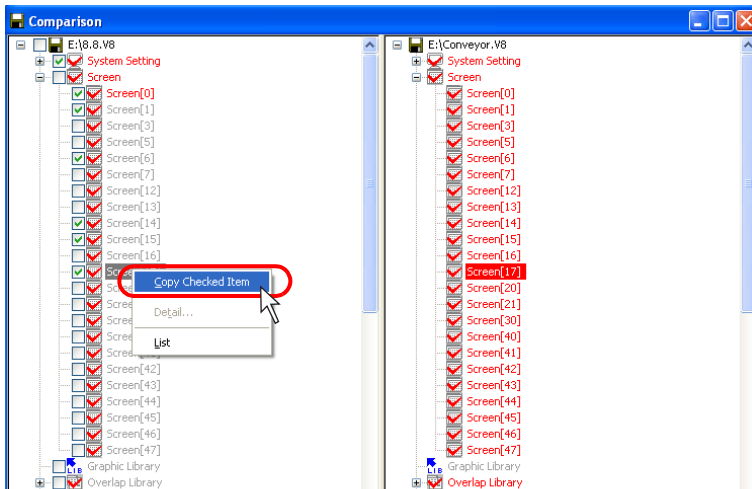 Comparison
E:\8.8.V8
System Setting
Screen
Screen[0]
Screen[1]
Screen[3]
Screen[5]
Screen[6]
Screen[7]
Screen[12]
Screen[13]
Screen[14]
Screen[15]
Screen[16]
Copy Checked Item
Detail...
List
Screen[42]
Screen[43]
Screen[44]
Screen[45]
Screen[46]
Screen[47]
LIB Graphic Library
Overlap Library
E:\Conveyor.V8
System Setting
Screen
Screen[0]
Screen[1]
Screen[3]
Screen[5]
Screen[6]
Screen[7]
Screen[12]
Screen[13]
Screen[14]
Screen[15]
Screen[16]
Screen[17]
Screen[20]
Screen[21]
Screen[30]
Screen[40]
Screen[41]
Screen[42]
Screen[43]
Screen[44]
Screen[45]
Screen[46]
Screen[47]
LIB Graphic Library
Overlap Library